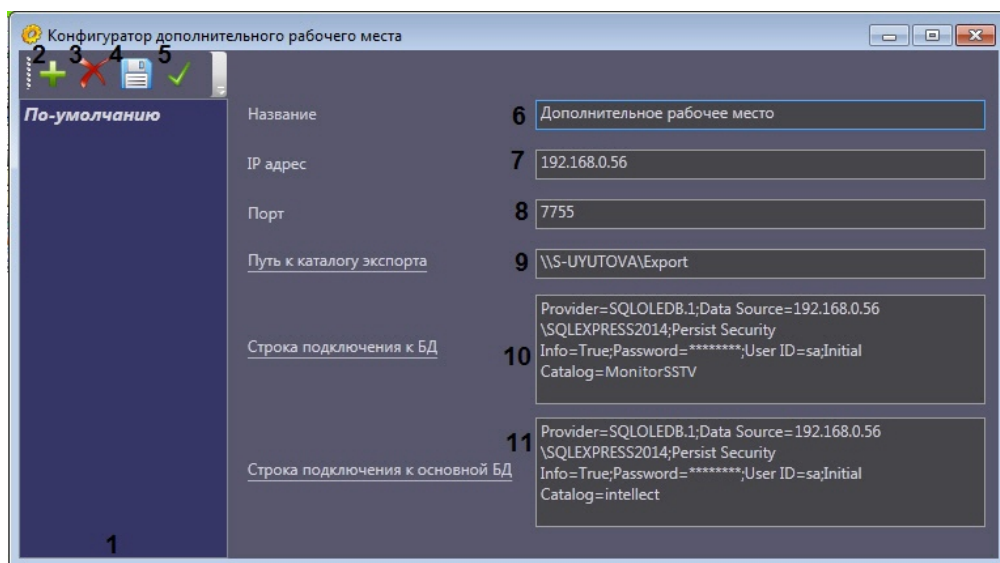 Конфигуратор дополнительного рабочего места
2 3 4 5
По-умолчанию
Название 6 Дополнительное рабочее место
IP адрес 7 192.168.0.56
Порт 8 7755
Путь к каталогу экспорта 9 \\S-UYUTOVA\Export
Строка подключения к БД 10
Provider=SQLOLEDB.1;Data Source=192.168.0.56
\SQLEXPRESS2014;Persist Security
Info=True;Password=********;User ID=sa;Initial
Catalog=MonitorSSTV
Строка подключения к основной БД 11
Provider=SQLOLEDB.1;Data Source=192.168.0.56
\SQLEXPRESS2014;Persist Security
Info=True;Password=********;User ID=sa;Initial
Catalog=intellect
1